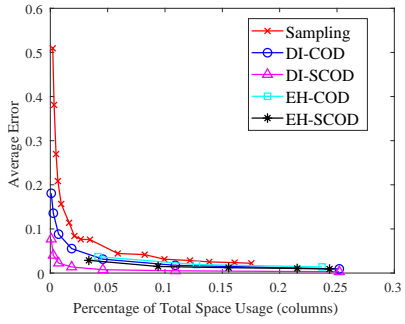 0.6
0.5
0.4
0.3
0.2
0.1
0
Average Error
Sampling
DI-COD
DI-SCOD
EH-COD
EH-SCOD
0 0.05 0.1 0.15 0.2 0.25 0.3
Percentage of Total Space Usage (columns)